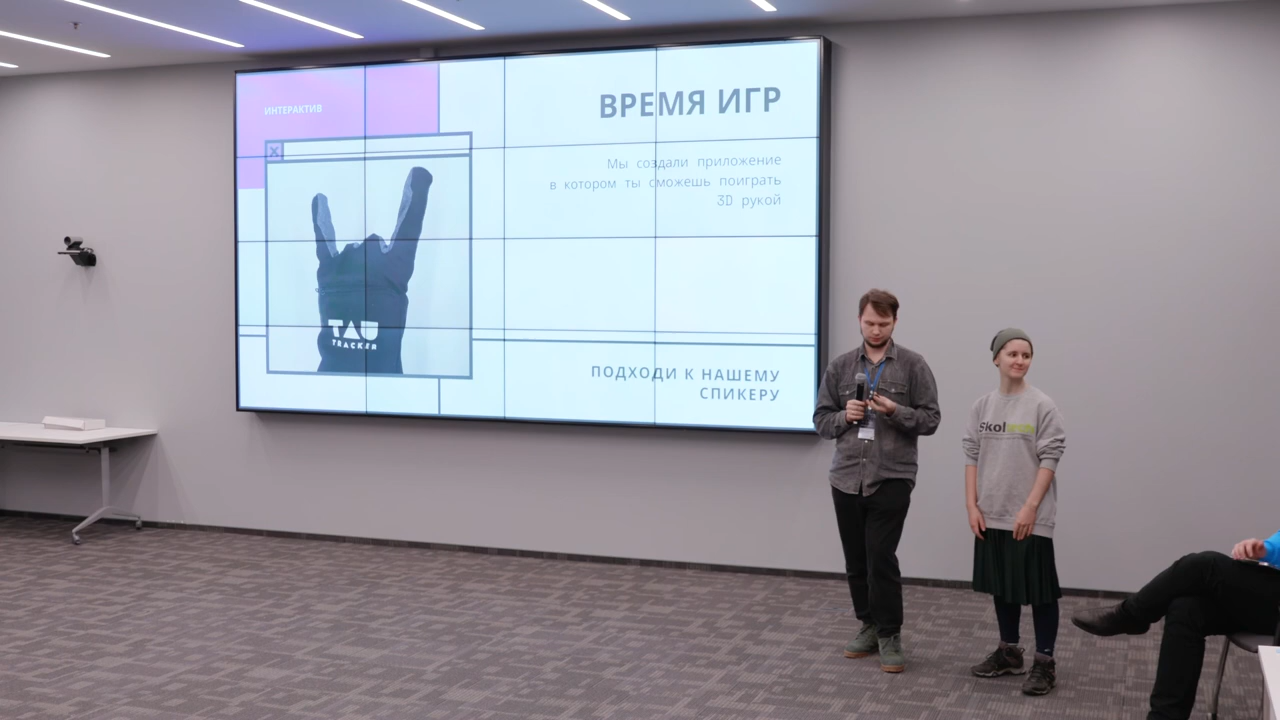 ИНТЕРАКТИВ
ВРЕМЯ ИГР
Мы создали приложение
в котором ты сможешь поиграть
3D рукой
TAU
TRACKER
ПОДХОДИ К НАШЕМУ
СПИКЕРУ
Skol